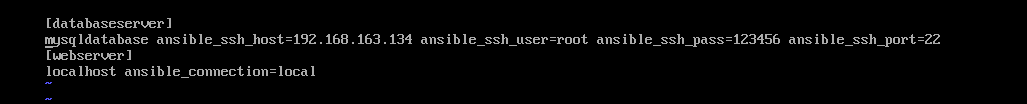 [databaseserver]
mysqldatabase ansible_ssh_host=192.168.163.134 ansible_ssh_user=root ansible_ssh_pass=123456 ansible_ssh_port=22
[webserver]
localhost ansible_connection=local
~
~